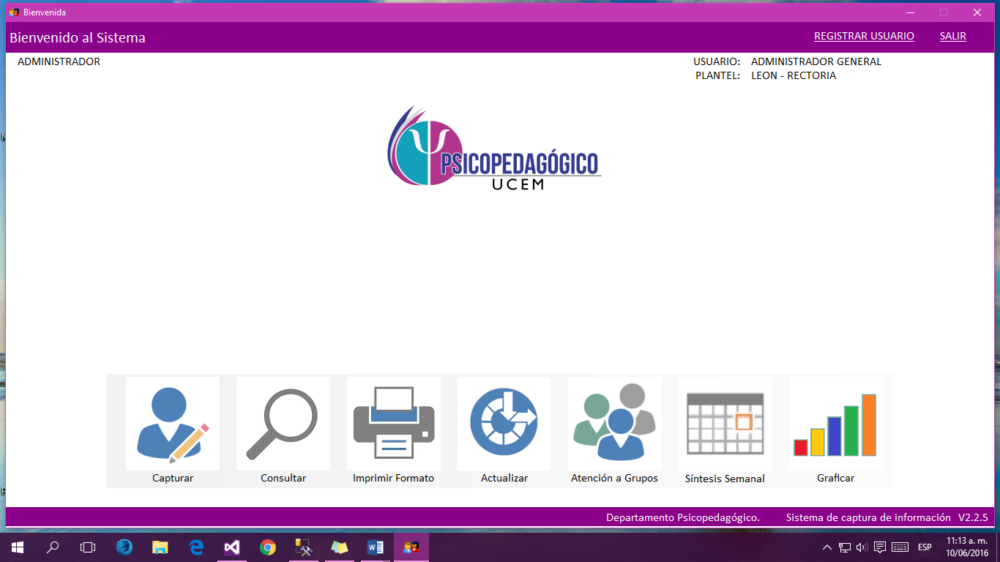 Bienvenida
Bienvenido al Sistema
REGISTRAR USUARIO SALIR
ADMINISTRADOR
USUARIO: ADMINISTRADOR GENERAL
PLANTEL: LEON - RECTORIA
PSICOPEDAGÓGICO
UCEM
Capturar Consultar Imprimir Formato Actualizar Atención a Grupos Síntesis Semanal Graficar
Departamento Psicopedagógico. Sistema de captura de información V2.2.5
ESP
11:13 a. m.
10/06/2016